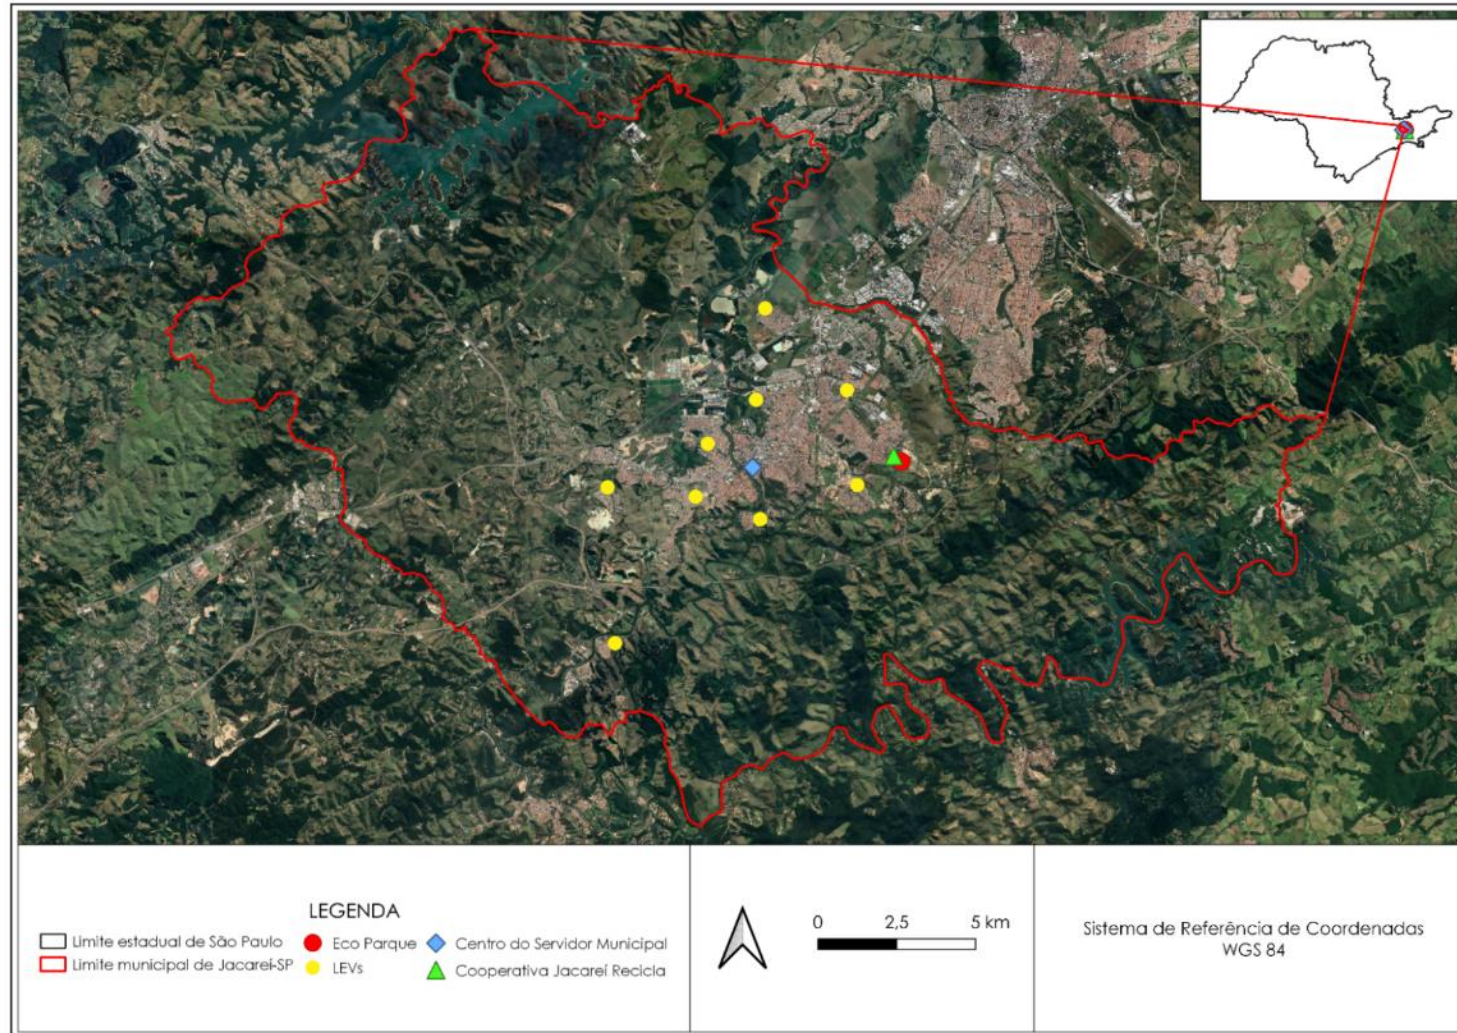 LEGENDA
Limite estadual de São Paulo
Eco Parque
Centro do Servidor Municipal
Limite municipal de Jacareí-SP
LEVs
Cooperativa Jacareí Recicla
0 2,5 5 km
Sistema de Referência de Coordenadas
WGS 84